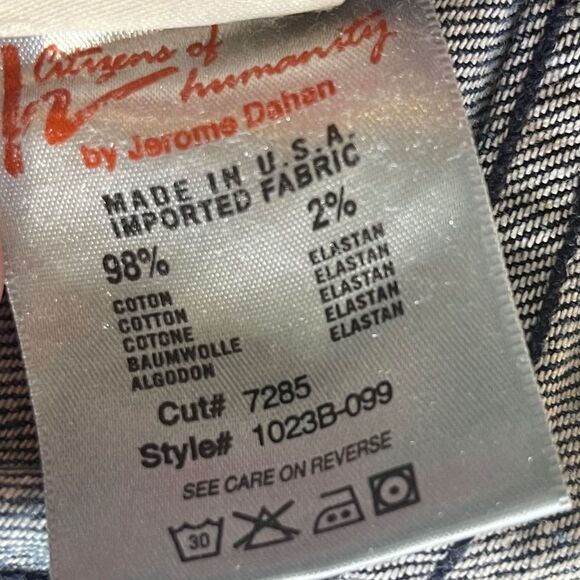 Citizens of
humanity
by Jerome Dahan
MADE IN U.S.A.
IMPORTED FABRIC
98% 2%
COTON ELASTAN
COTTON ELASTAN
COTONE ELASTAN
BAUMWOLLE ELASTAN
ALGODON ELASTAN
Cut# 7285
Style# 1023B-099
SEE CARE ON REVERSE
30